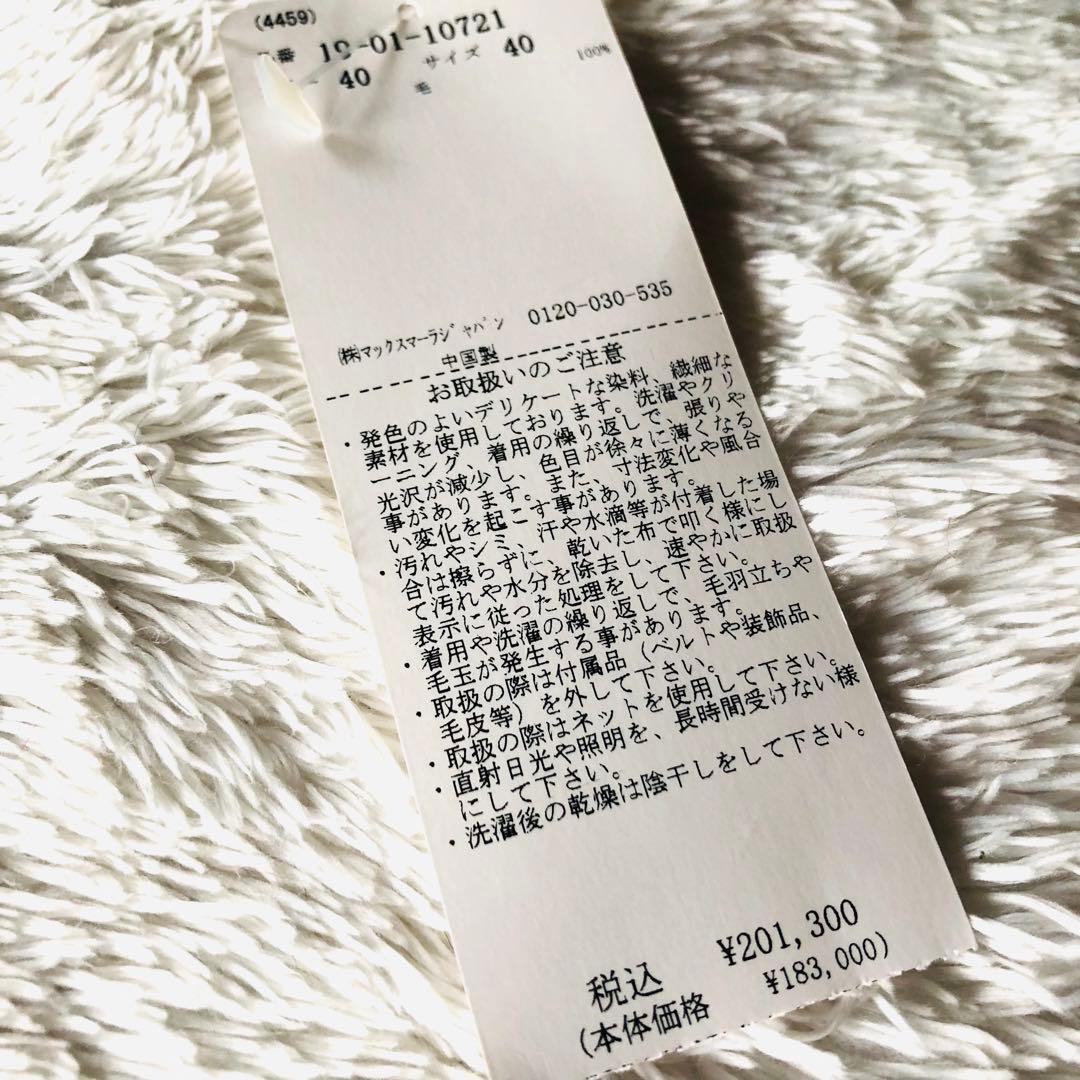 (4459)
番 19-01-10721
40 サイズ 40
毛 100%
㈱マックスマーラジャパン 0120-030-535
中国製
お取扱いのご注意
・発色のよいデリケートな染料、繊細な
素材を使用しております。洗濯やクリ
ーニング、着用の繰り返しで、張りや
光沢が減少し、色目が徐々に薄くなる
事があります。また、寸法変化や風合
い変化を起こす事があります。
・汚れやシミ、汗や水滴等が付着した場
合は擦らずに、乾いた布で叩く様にし
て汚れや水分を除去し、速やかに取扱
表示に従った処理をして下さい。
・着用や洗濯の繰り返しで、毛羽立ちや
毛玉が発生する事があります。
・取扱の際は付属品（ベルトや装飾品、
毛皮等）を外して下さい。
・取扱の際はネットを使用して下さい。
・直射日光や照明を、長時間受けない様
にして下さい。
・洗濯後の乾燥は陰干しをして下さい。
税込 ¥201,300
(本体価格 ¥183,000)